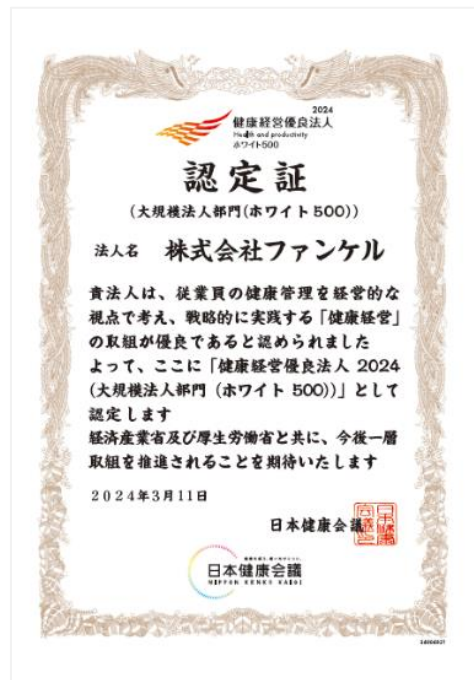 2024
健康経営優良法人
Health and productivity
ホワイト500
認定証
(大規模法人部門(ホワイト500))
法人名 株式会社ファンケル
貴法人は、従業員の健康管理を経営的な
視点で考え、戦略的に実践する「健康経営」
の取組が優良であると認められました
よって、ここに「健康経営優良法人 2024
(大規模法人部門 (ホワイト 500))」として
認定します
経済産業省及び厚生労働省と共に、今後一層
取組を推進されることを期待いたします
2024年3月11日
日本健康会議
日本健康会議
NIPPON KENKO KAIGI